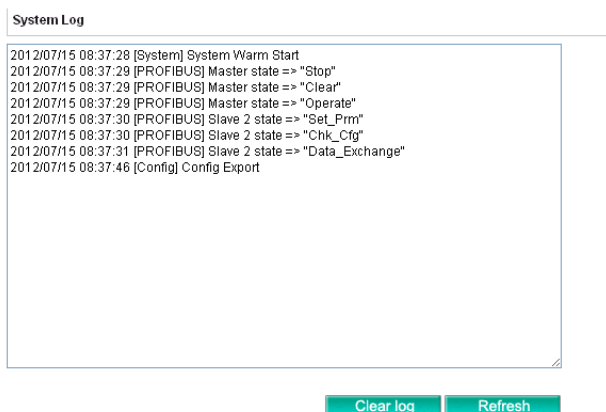 System Log
2012/07/15 08:37:28 [System] System Warm Start
2012/07/15 08:37:29 [PROFIBUS] Master state => "Stop"
2012/07/15 08:37:29 [PROFIBUS] Master state => "Clear"
2012/07/15 08:37:29 [PROFIBUS] Master state => "Operate"
2012/07/15 08:37:30 [PROFIBUS] Slave 2 state => "Set_Prm"
2012/07/15 08:37:30 [PROFIBUS] Slave 2 state => "Chk_Cfg"
2012/07/15 08:37:31 [PROFIBUS] Slave 2 state => "Data_Exchange"
2012/07/15 08:37:46 [Config] Config Export
Clear log Refresh